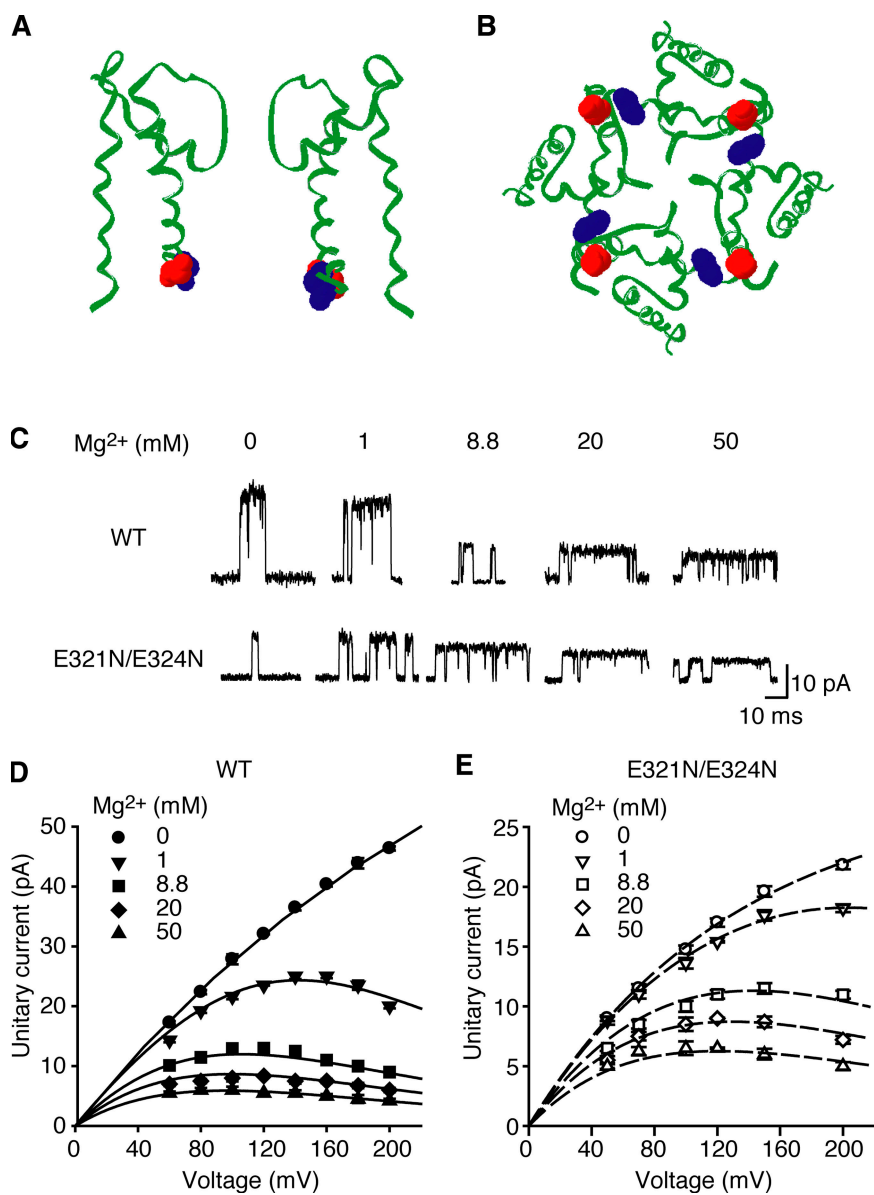 A
B
C
Mg2+ (mM) 0 1 8.8 20 50
WT
E321N/E324N
10 pA
10 ms
D
WT
Mg2+ (mM)
0
1
8.8
20
50
Unitary current (pA)
50
40
30
20
10
0
0 40 80 120 160 200
Voltage (mV)
E
E321N/E324N
Mg2+ (mM)
0
1
8.8
20
50
Unitary current (pA)
25
20
15
10
5
0
0 40 80 120 160 200
Voltage (mV)